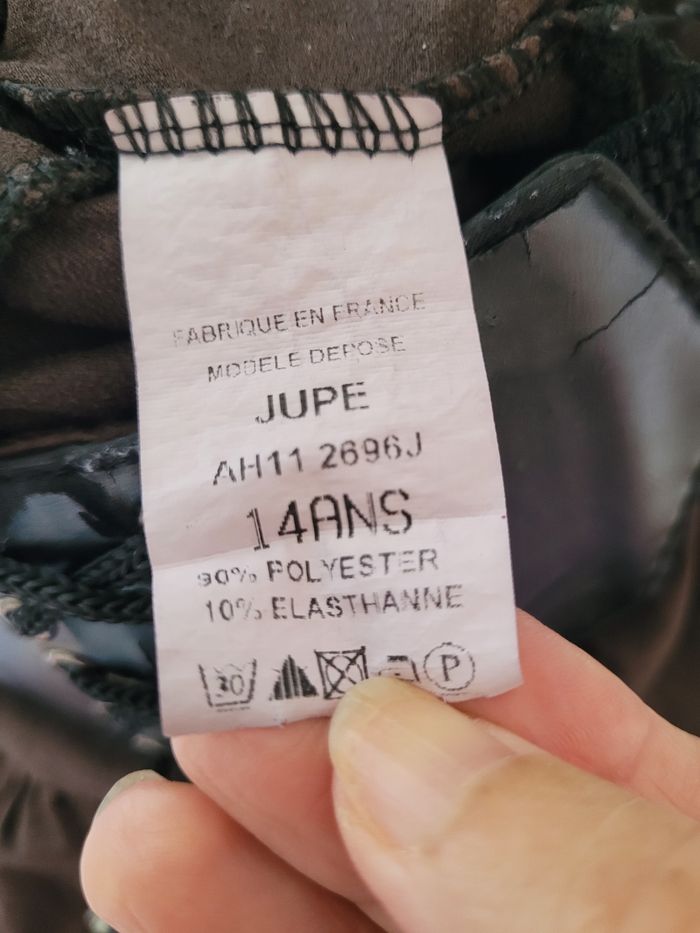 FABRIQUE EN FRANCE
MODELE DEPOSE
JUPE
AH11 2696J
14ANS
90% POLYESTER
10% ELASTHANNE
30 P